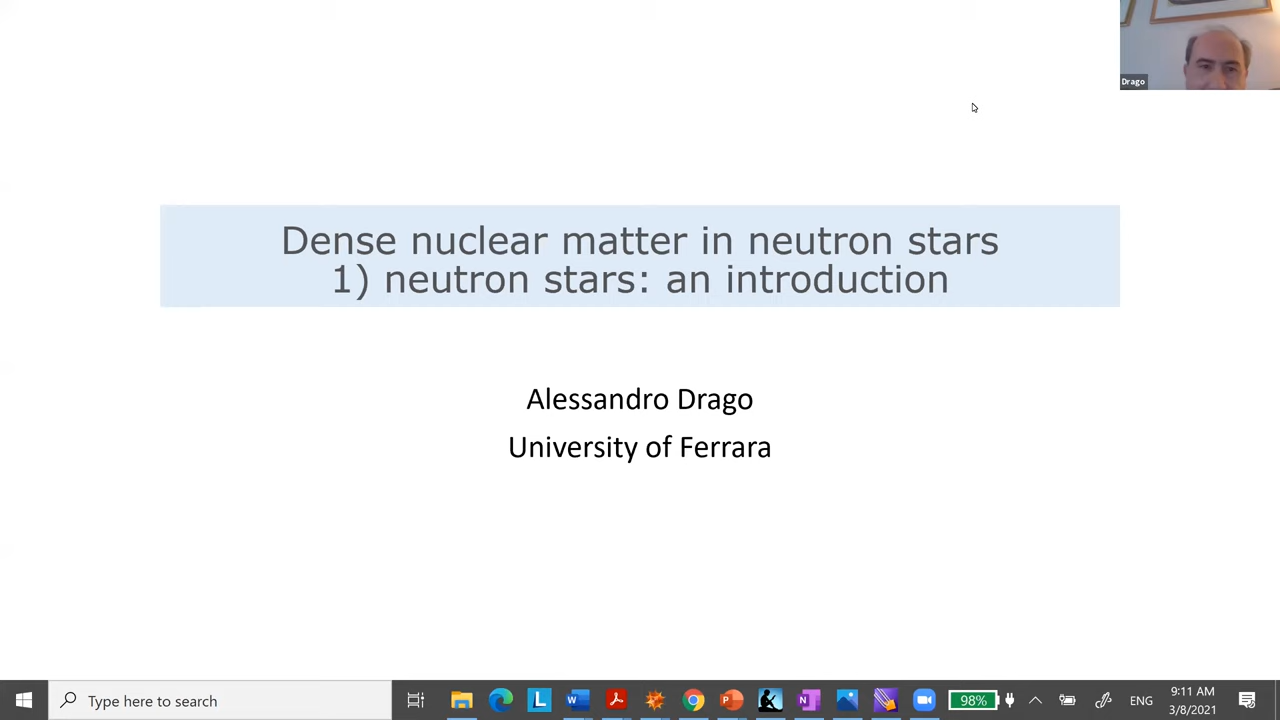 Drago
Dense nuclear matter in neutron stars
1) neutron stars: an introduction
Alessandro Drago
University of Ferrara
Type here to search
L
W
P
N
98%
ENG
9:11 AM
3/8/2021